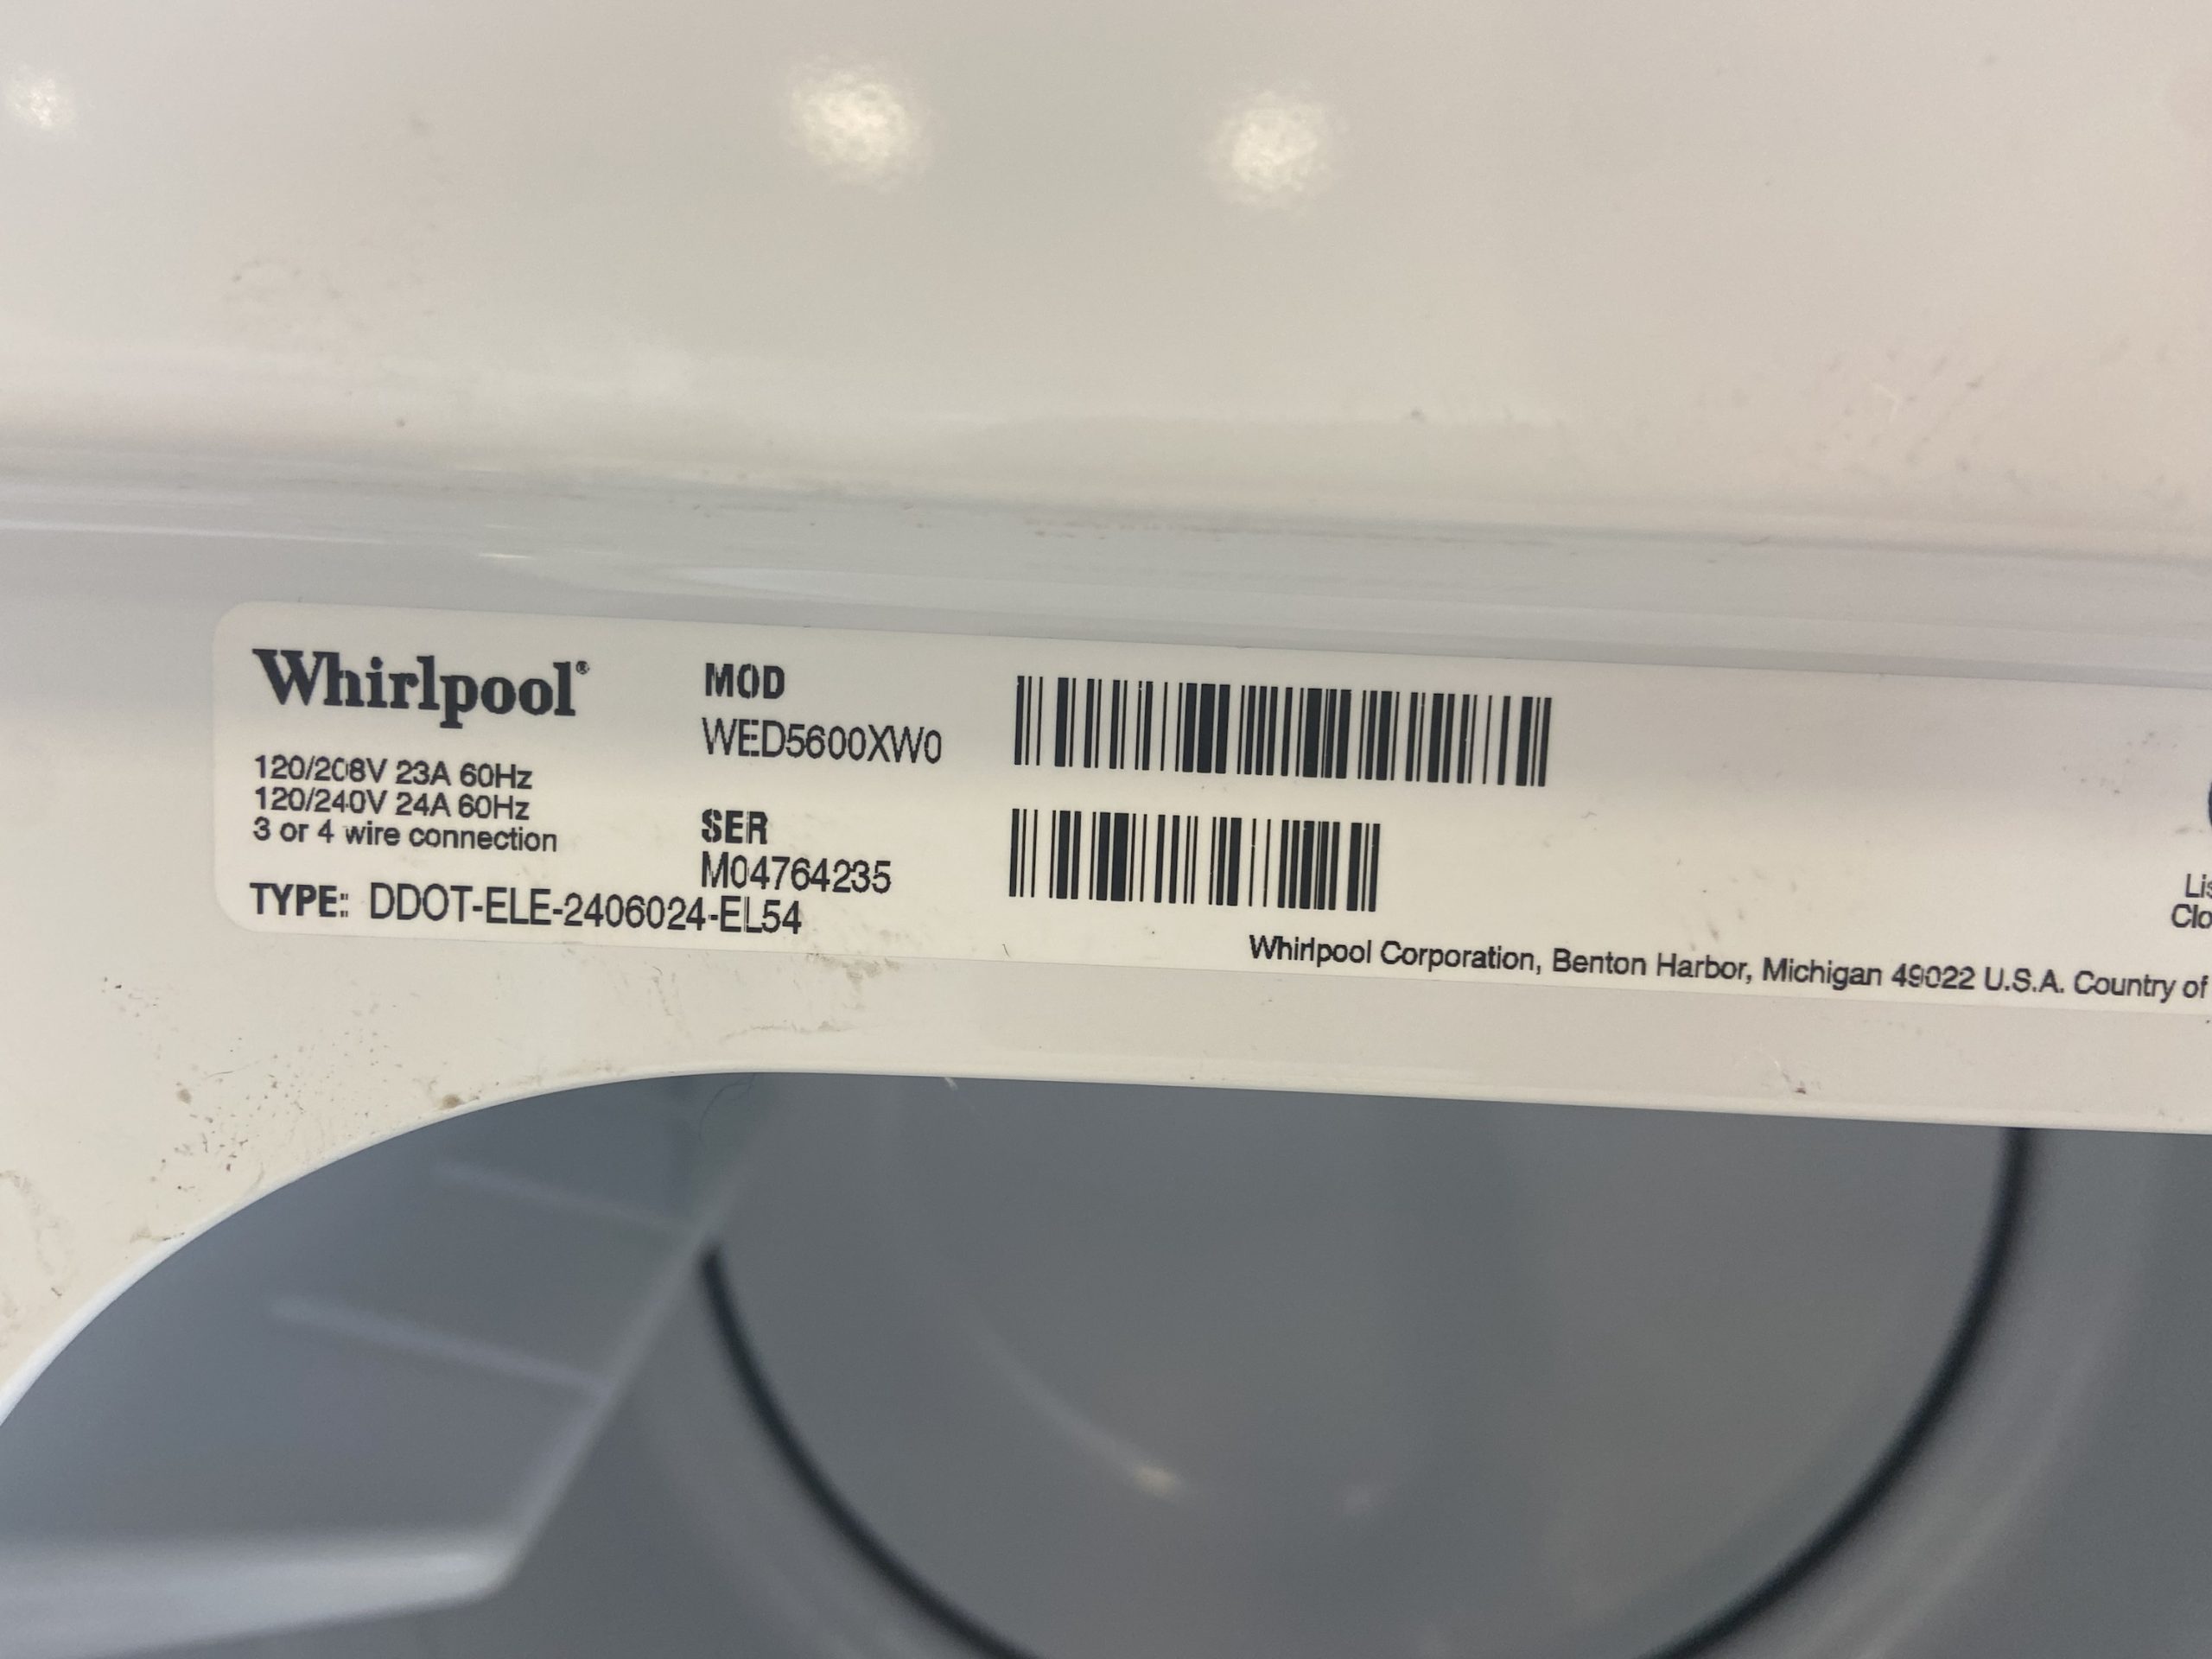 Whirlpool®
120/208V 23A 60Hz
120/240V 24A 60Hz
3 or 4 wire connection
MOD
WED5600XW0
SER
M04764235
TYPE: DDOT-ELE-2406024-EL54
Whirlpool Corporation, Benton Harbor, Michigan 49022 U.S.A. Country of